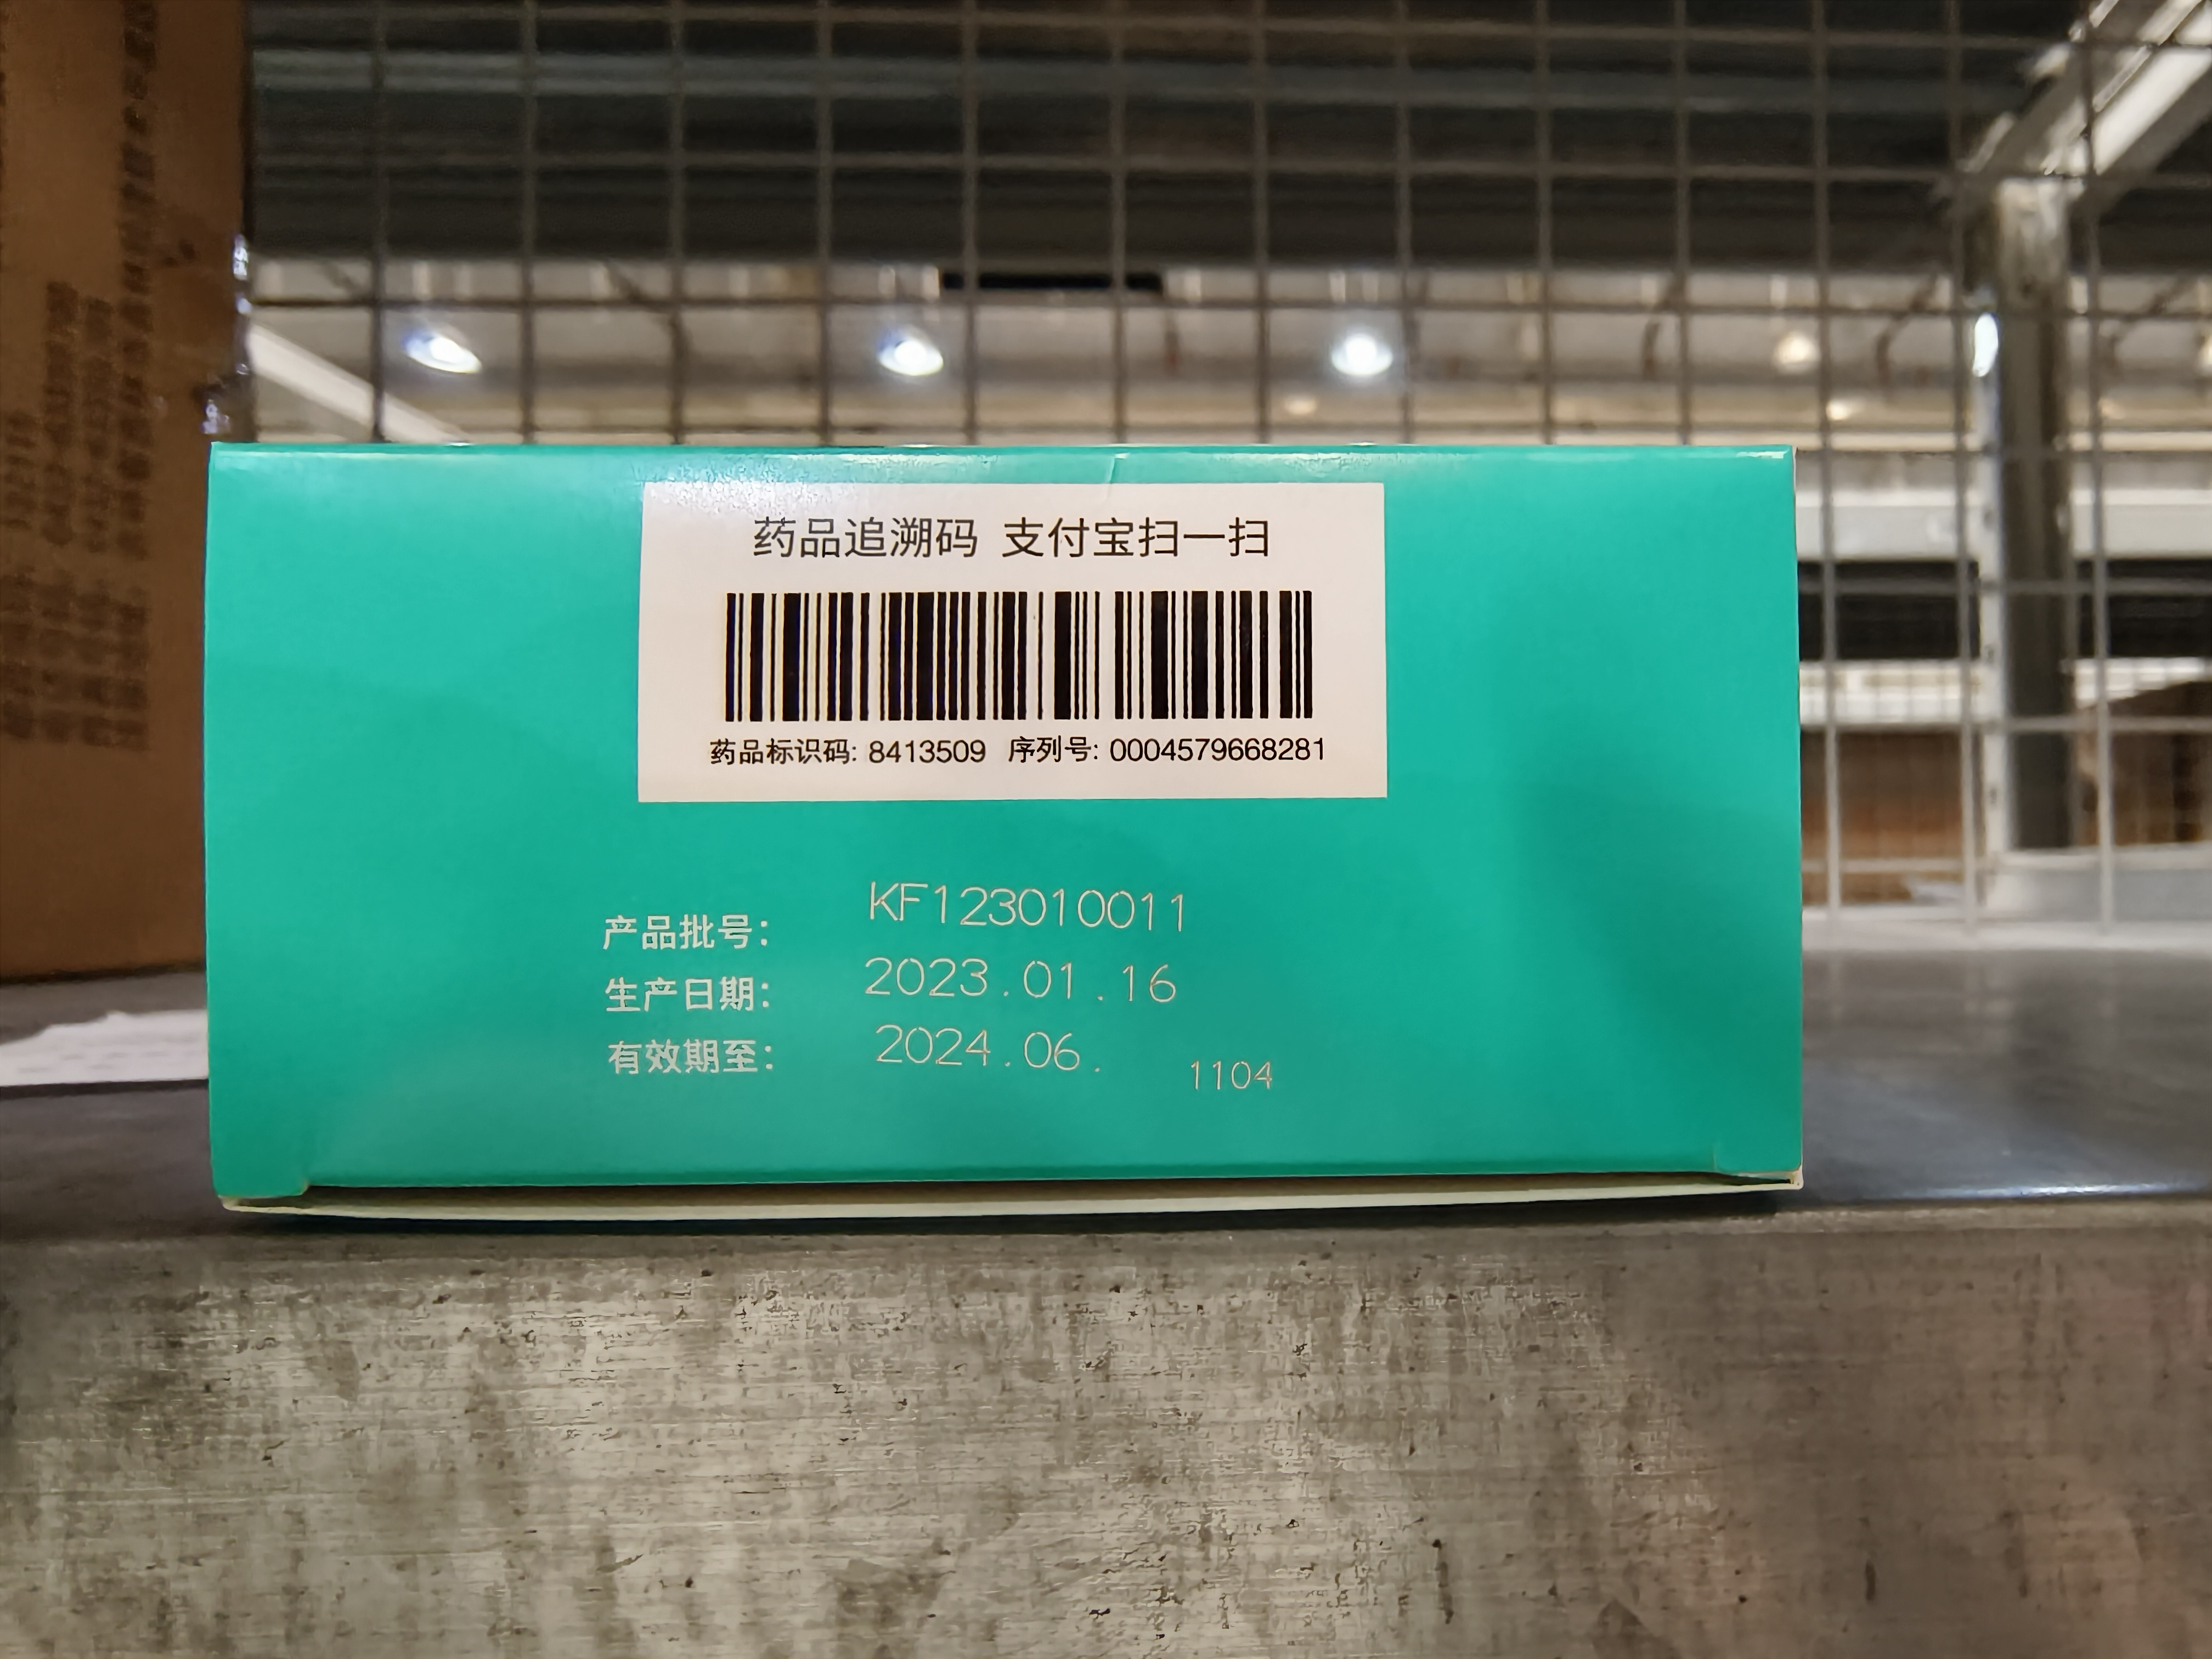 药品追溯码 支付宝扫一扫
药品标识码: 8413509 序列号: 0004579668281
产品批号: KF123010011
生产日期: 2023.01.16
有效期至: 2024.06.
1104